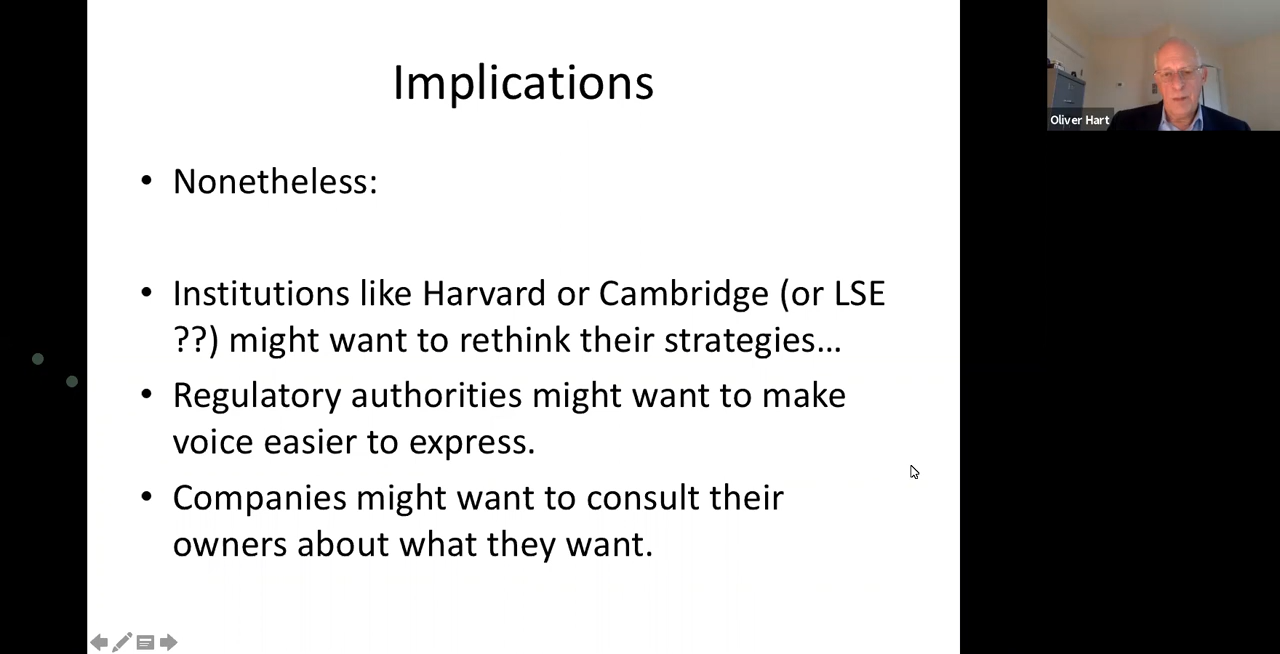 Implications
• Nonetheless:
• Institutions like Harvard or Cambridge (or LSE
??) might want to rethink their strategies…
• Regulatory authorities might want to make
voice easier to express.
• Companies might want to consult their
owners about what they want.
Oliver Hart